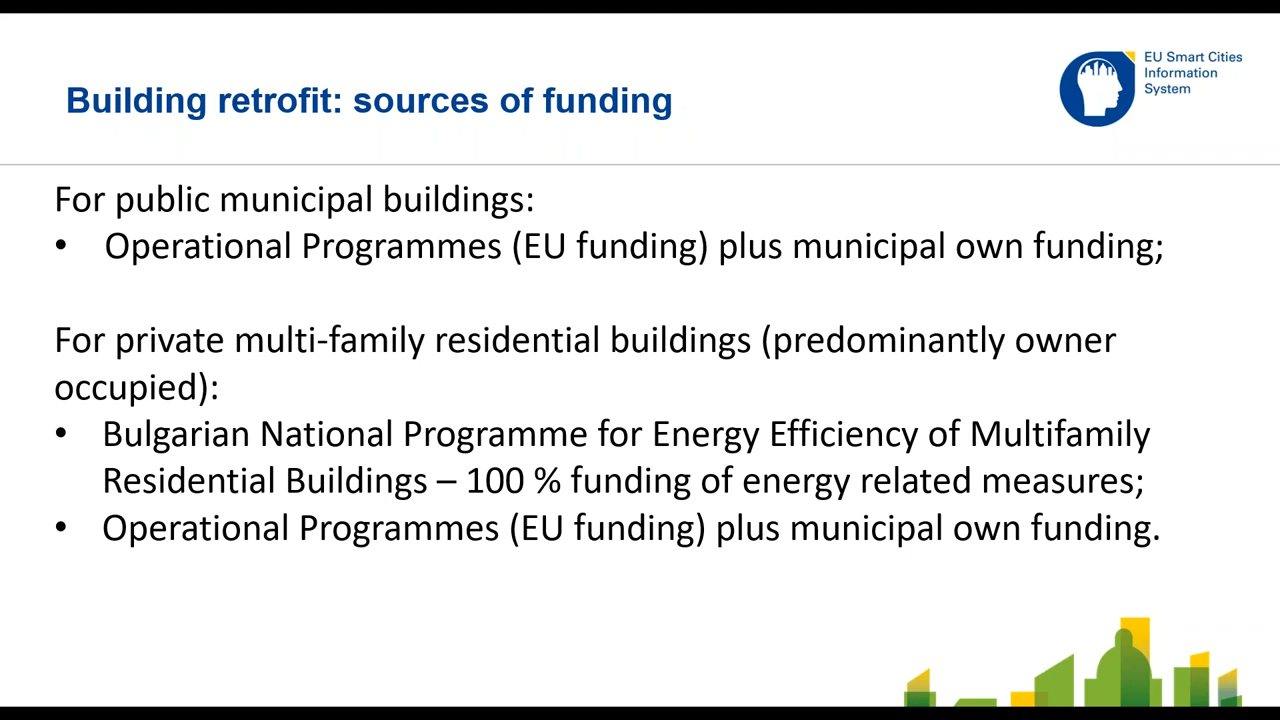 EU Smart Cities
Information
System
Building retrofit: sources of funding
For public municipal buildings:
• Operational Programmes (EU funding) plus municipal own funding;
For private multi-family residential buildings (predominantly owner
occupied):
• Bulgarian National Programme for Energy Efficiency of Multifamily
Residential Buildings – 100 % funding of energy related measures;
• Operational Programmes (EU funding) plus municipal own funding.